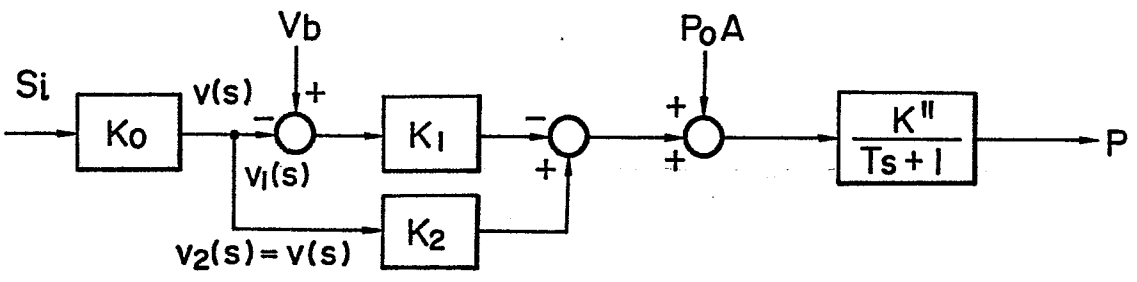 Vb
PoA
Si
v(s)
+
−
Ko
v₁(s)
K₁
−
+
+
+
K"
Ts+1
P
K₂
v₂(s)=v(s)